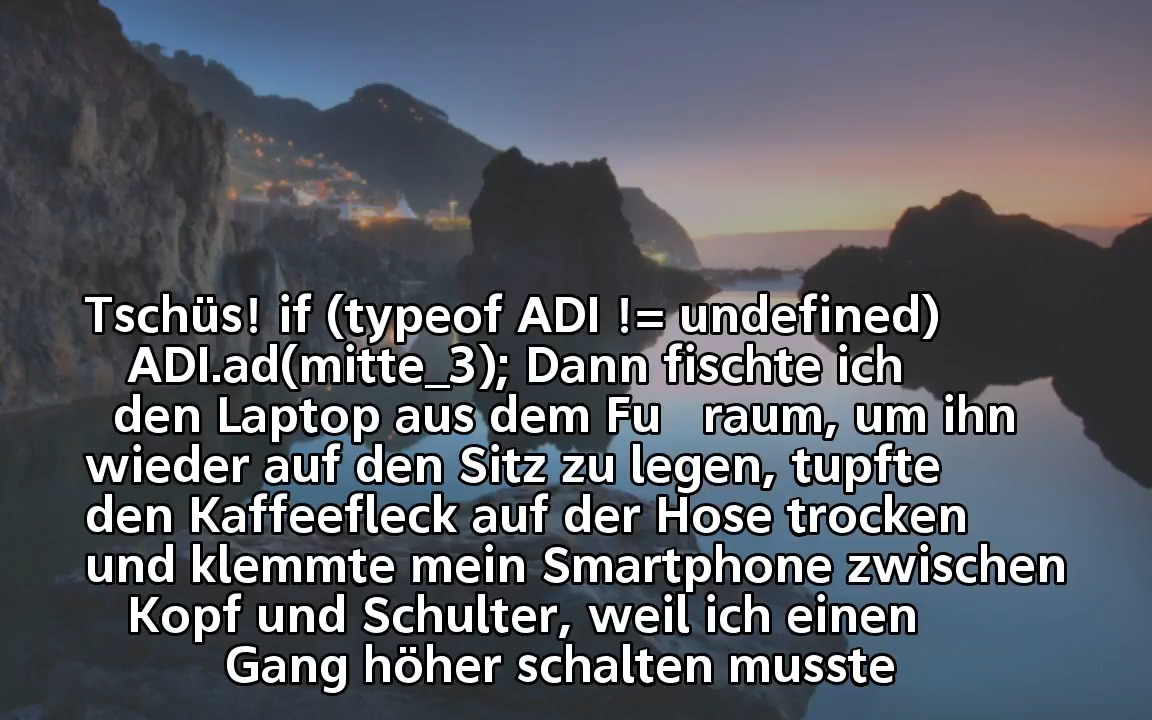 Tschüs! if (typeof ADI != undefined)
ADI.ad(mitte_3); Dann fischte ich
den Laptop aus dem Fu raum, um ihn
wieder auf den Sitz zu legen, tupfte
den Kaffeefleck auf der Hose trocken
und klemmte mein Smartphone zwischen
Kopf und Schulter, weil ich einen
Gang höher schalten musste